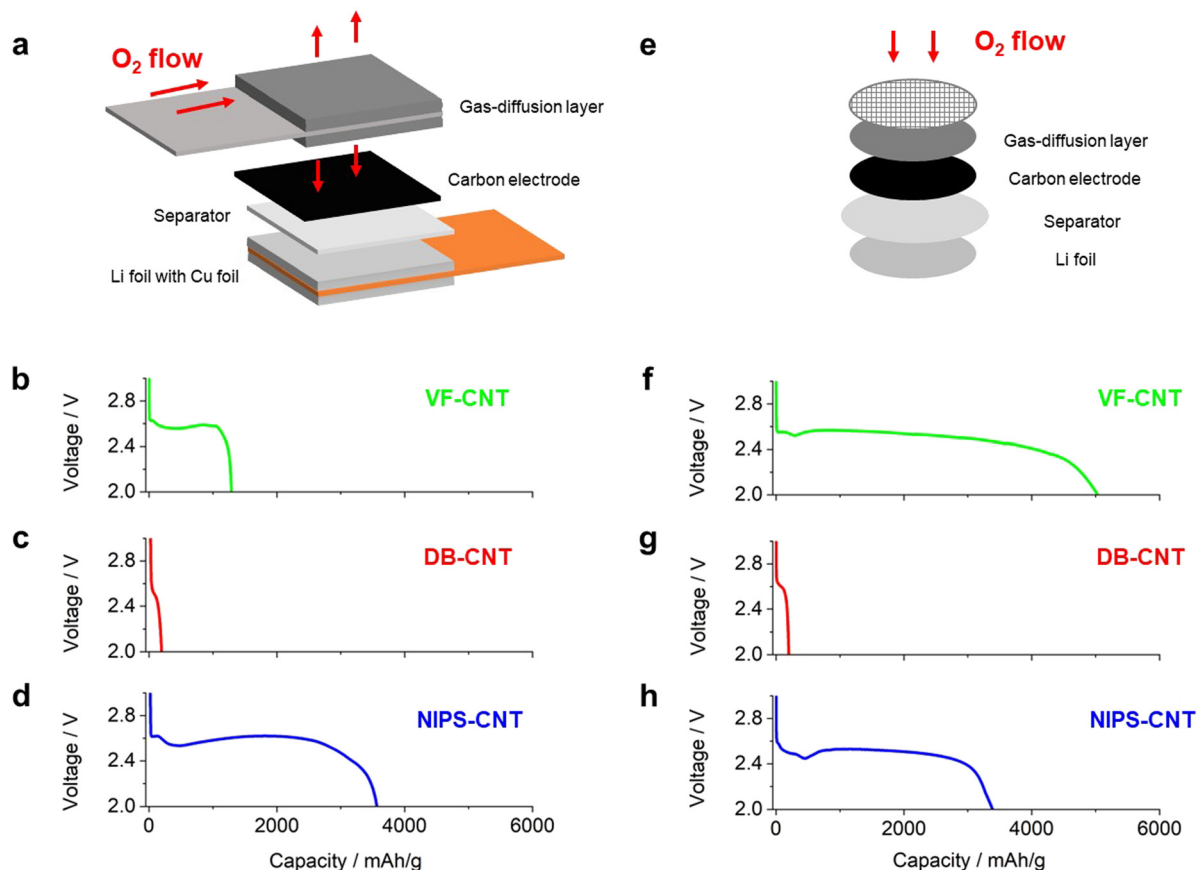 a
O₂ flow
Gas-diffusion layer
Carbon electrode
Separator
Li foil with Cu foil
e
O₂ flow
Gas-diffusion layer
Carbon electrode
Separator
Li foil
b
VF-CNT
Voltage / V
2.8
2.4
2.0
c
DB-CNT
Voltage / V
2.8
2.4
2.0
d
NIPS-CNT
Voltage / V
2.8
2.4
2.0
0
2000
4000
6000
Capacity / mAh/g
f
VF-CNT
Voltage / V
2.8
2.4
2.0
0
2000
4000
6000
g
DB-CNT
Voltage / V
2.8
2.4
2.0
h
NIPS-CNT
Voltage / V
2.8
2.4
2.0
0
2000
4000
6000
Capacity / mAh/g